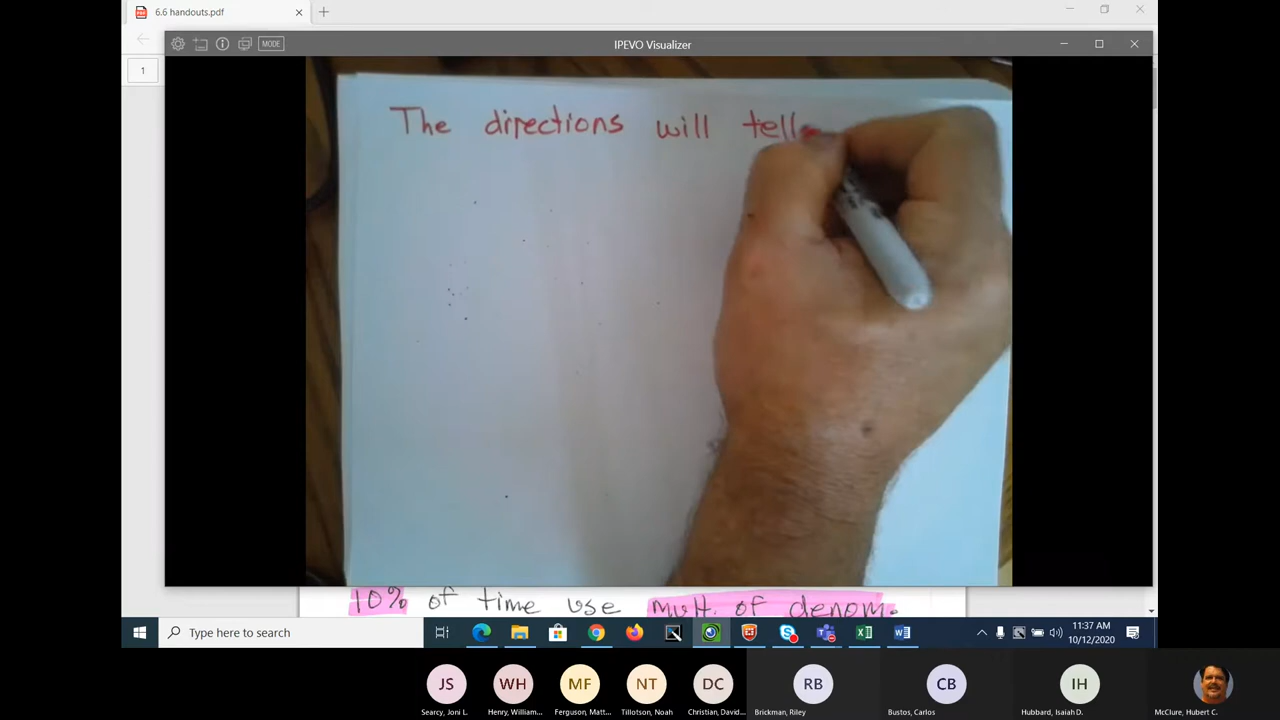 6.6 handouts.pdf
MODE
IPEVO Visualizer
1
The directions will tell
10% of time use mult. of denom.
Type here to search
11:37 AM
10/12/2020
JS
WH
MF
NT
DC
RB
CB
IH
Searcy, Joni L.
Henry, William...
Ferguson, Matt...
Tillotson, Noah
Christian, David...
Brickman, Riley
Bustos, Carlos
Hubbard, Isaiah D.
McClure, Hubert C.